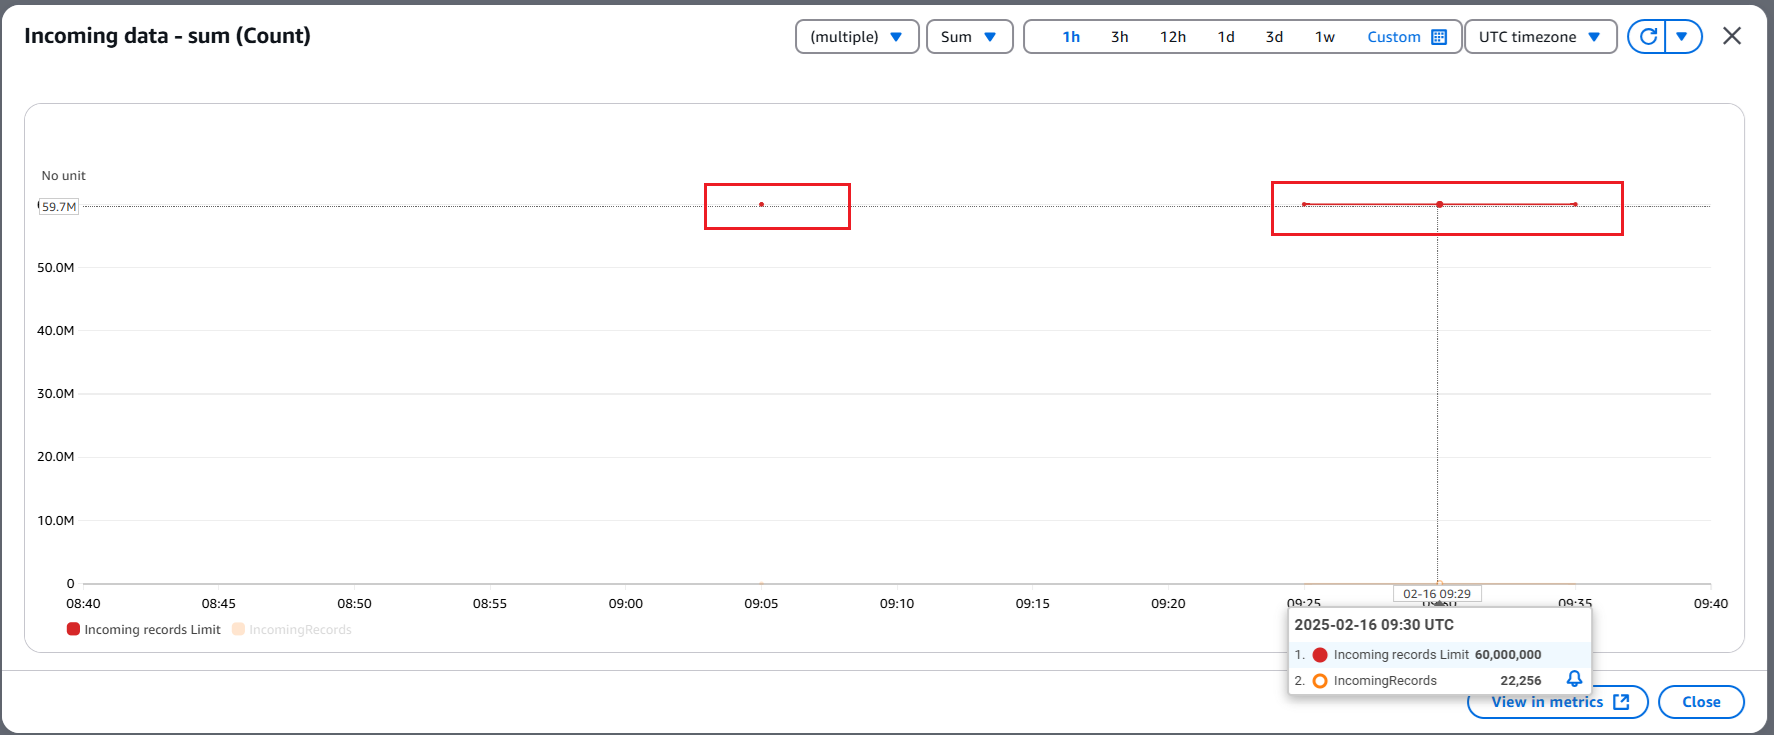 Incoming data - sum (Count)
(multiple) Sum 1h 3h 12h 1d 3d 1w Custom UTC timezone
No unit
59.7M
50.0M
40.0M
30.0M
20.0M
10.0M
0
08:40 08:45 08:50 08:55 09:00 09:05 09:10 09:15 09:20 09:25 09:30 09:35 09:40
02-16 09:29
Incoming records Limit IncomingRecords
2025-02-16 09:30 UTC
1. Incoming records Limit 60,000,000
2. IncomingRecords 22,256
View in metrics Close